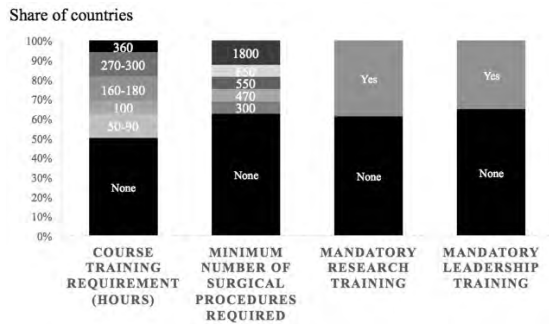 Share of countries
100%
90%
80%
70%
60%
50%
40%
30%
20%
10%
0%
360
270-300
160-180
100
50-90
None
1800
650
550
470
300
None
Yes
None
Yes
None
COURSE
TRAINING
REQUIREMENT
(HOURS)
MINIMUM
NUMBER OF
SURGICAL
PROCEDURES
REQUIRED
MANDATORY
RESEARCH
TRAINING
MANDATORY
LEADERSHIP
TRAINING